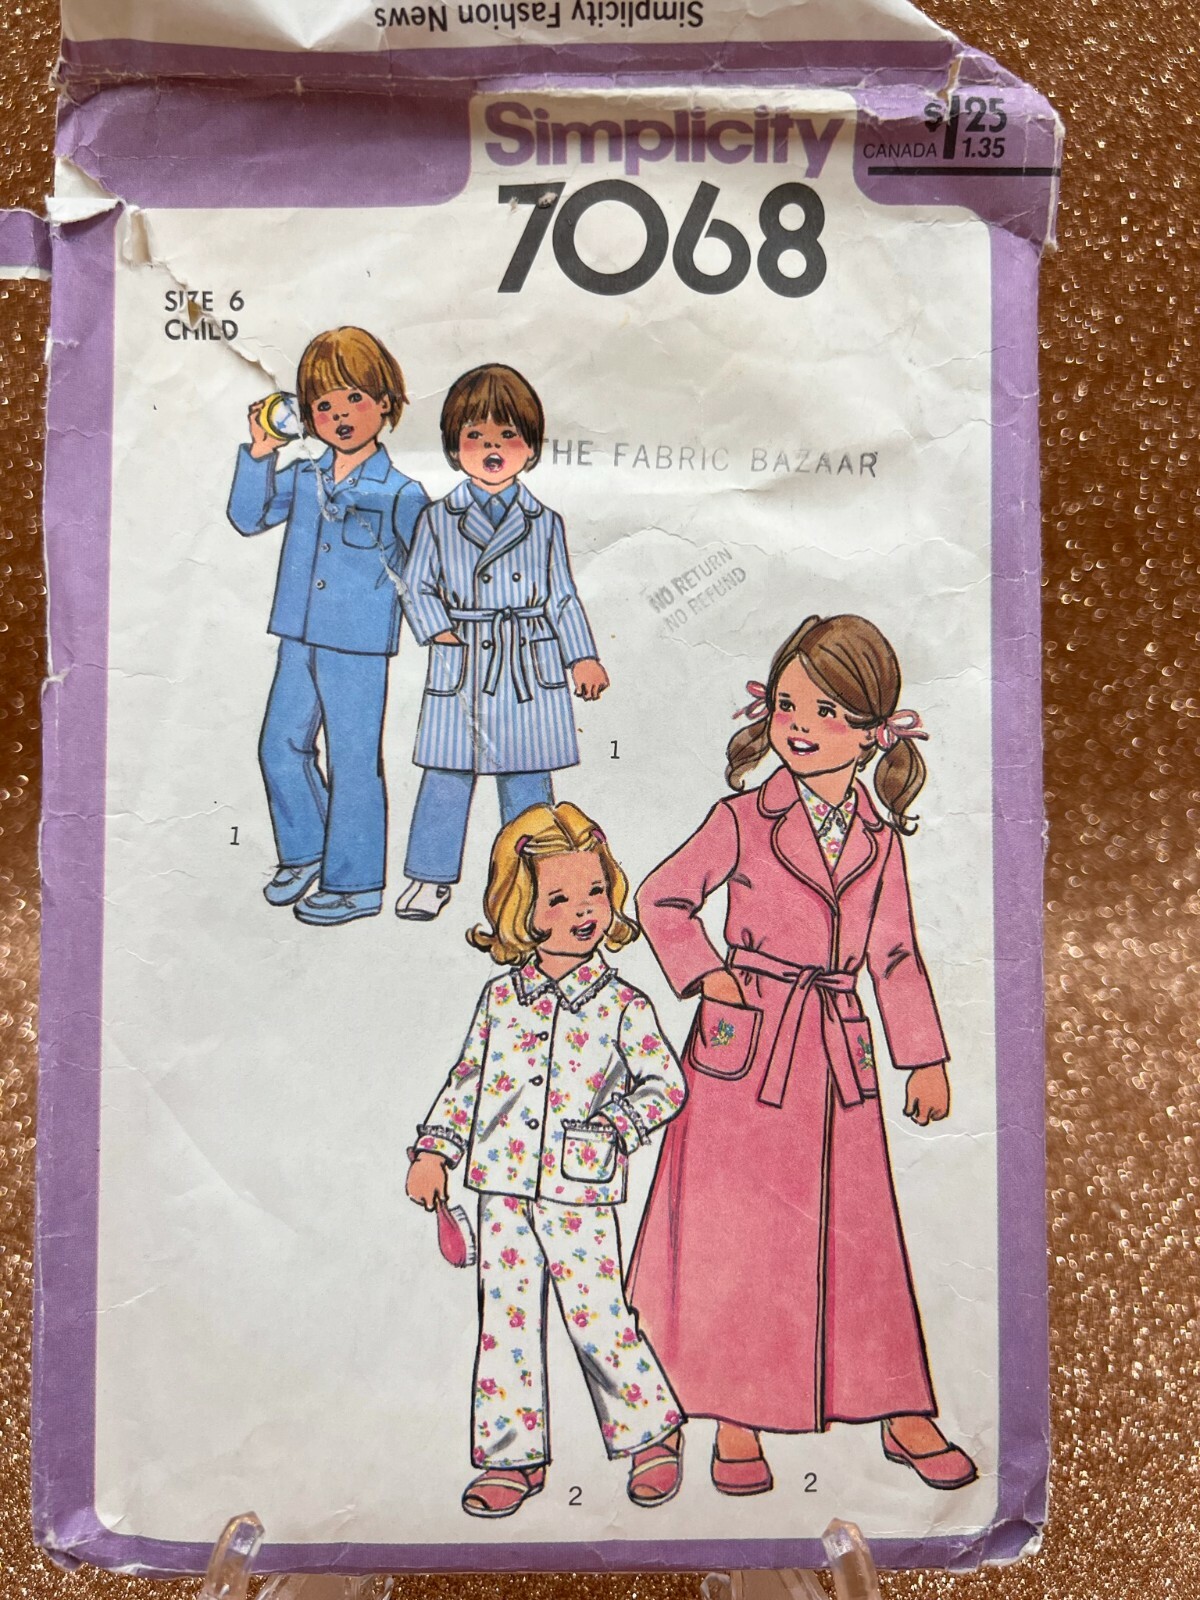 Simplicity Fashion News
Simplicity
$1.25
CANADA 1.35
7068
SIZE 6
CHILD
THE FABRIC BAZAAR
NO RETURN
NO REFUND
1
1
2
2